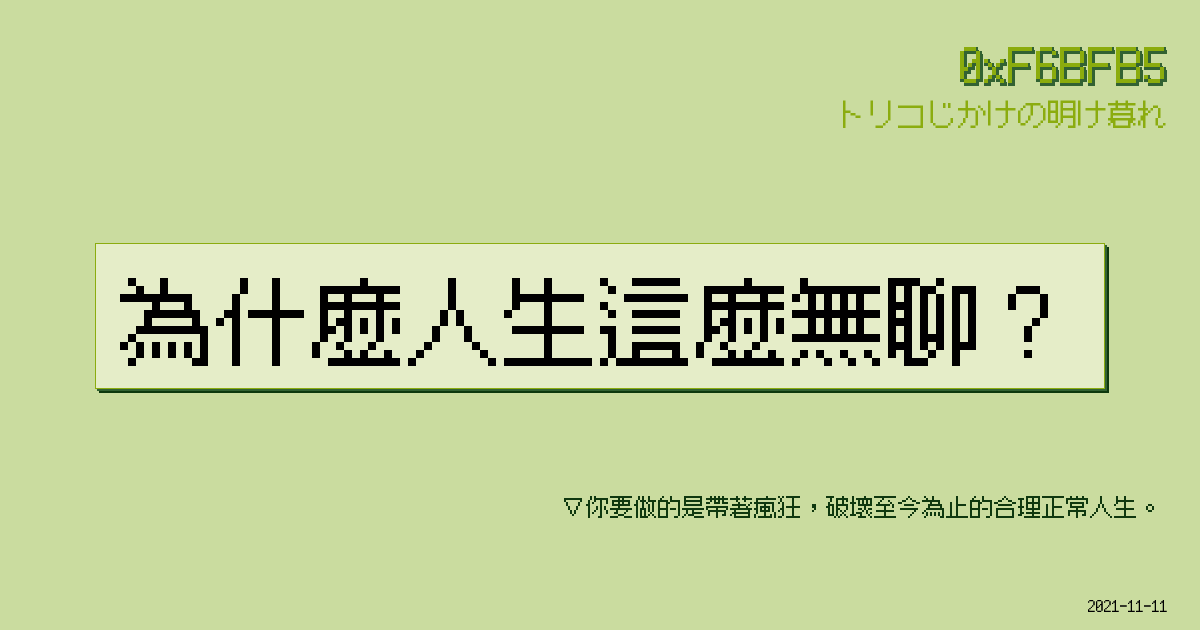 0xF6BFB5
トリコじかけの明け暮れ
為什麼人生這麼無聊？
▽你要做的是帶著瘋狂，破壞至今為止的合理正常人生。
2021-11-11